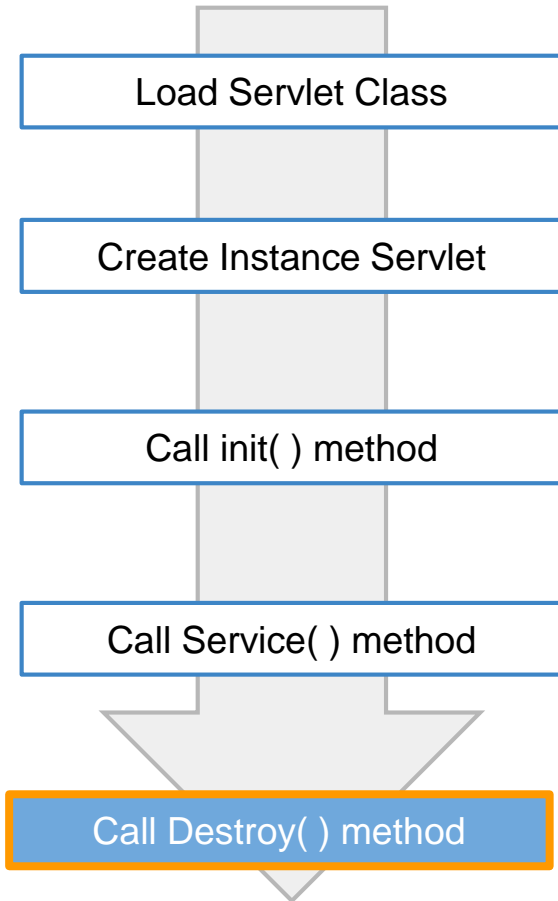 Load Servlet Class
Create Instance Servlet
Call init( ) method
Call Service( ) method
Call Destroy( ) method